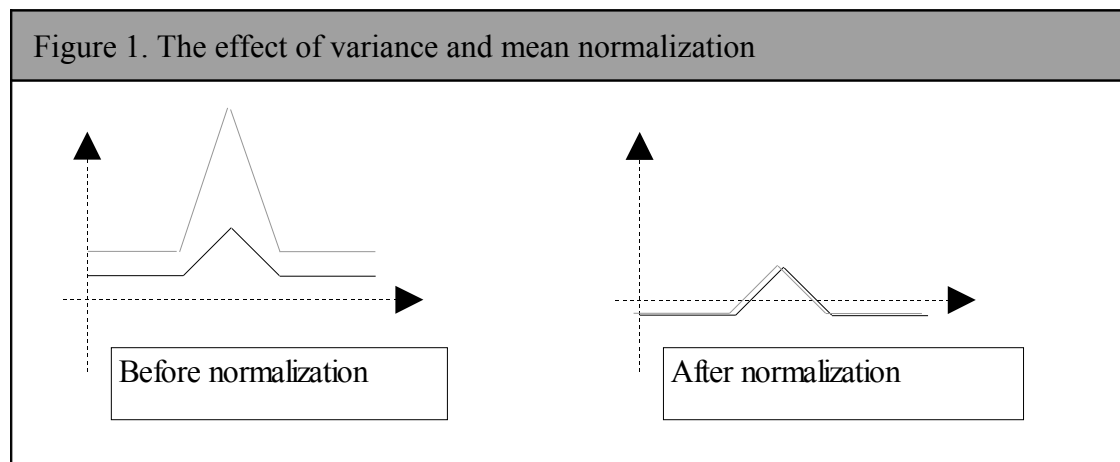 Figure 1. The effect of variance and mean normalization
Before normalization
After normalization